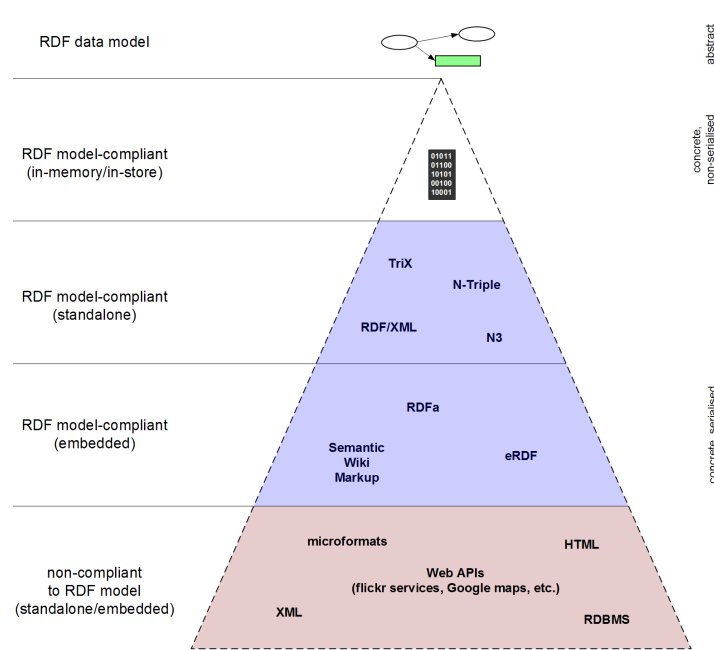 RDF data model
abstract
RDF model-compliant
(in-memory/in-store)
01011
01100
10101
00100
10001
concrete,
non-serialised
RDF model-compliant
(standalone)
TriX
N-Triple
RDF/XML
N3
RDF model-compliant
(embedded)
RDFa
Semantic
Wiki
Markup
eRDF
concrete, serialised
non-compliant
to RDF model
(standalone/embedded)
microformats
HTML
Web APIs
(flickr services, Google maps, etc.)
XML
RDBMS